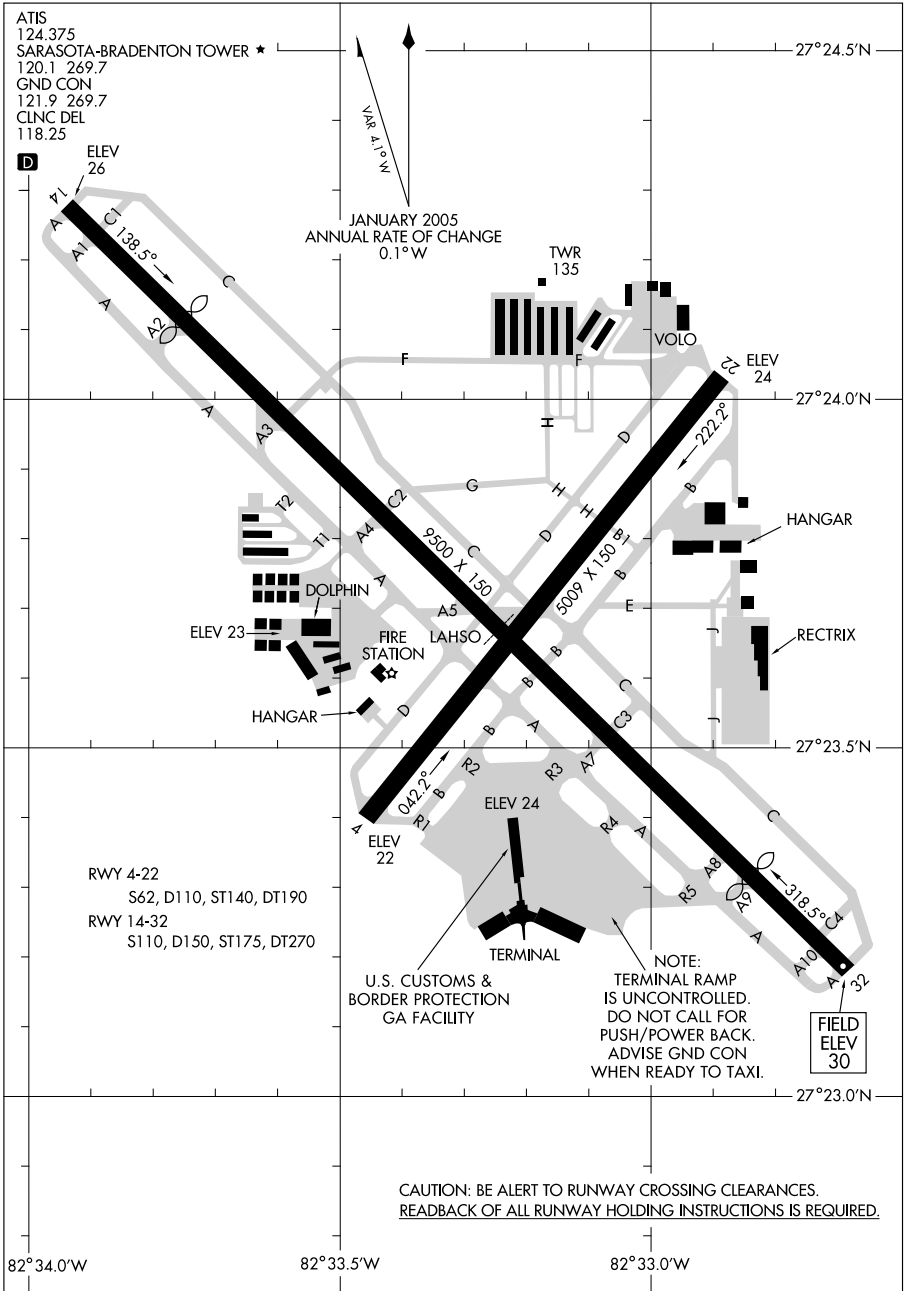 ATIS
124.375
SARASOTA-BRADENTON TOWER ★
120.1 269.7
GND CON
121.9 269.7
CLNC DEL
118.25
D
27°24.5'N
VAR 4.1° W
JANUARY 2005
ANNUAL RATE OF CHANGE
0.1° W
ELEV
26
14
A
A1
C1
138.5°
C
A
A2
TWR
135
VOLO
F
F
22
ELEV
24
27°24.0'N
A
A3
H
D
222.2°
T2
C2
G
H
B
T1
A4
H
D
B1
HANGAR
9500 X 150
C
5009 X 150
B
A
DOLPHIN
A5
E
ELEV 23
LAHSO
J
RECTRIX
FIRE
STATION
B
HANGAR
D
B
C
A
C3
B
J
27°23.5'N
042.2°
R2
R3
A7
B
4
R1
ELEV
22
ELEV 24
R4
A
C
RWY 4-22
S62, D110, ST140, DT190
RWY 14-32
S110, D150, ST175, DT270
A8
R5
A9
318.5°
C4
A
A10
A
32
TERMINAL
U.S. CUSTOMS &
BORDER PROTECTION
GA FACILITY
NOTE:
TERMINAL RAMP
IS UNCONTROLLED.
DO NOT CALL FOR
PUSH/POWER BACK.
ADVISE GND CON
WHEN READY TO TAXI.
FIELD
ELEV
30
27°23.0'N
CAUTION: BE ALERT TO RUNWAY CROSSING CLEARANCES.
READBACK OF ALL RUNWAY HOLDING INSTRUCTIONS IS REQUIRED.
82°34.0'W
82°33.5'W
82°33.0'W